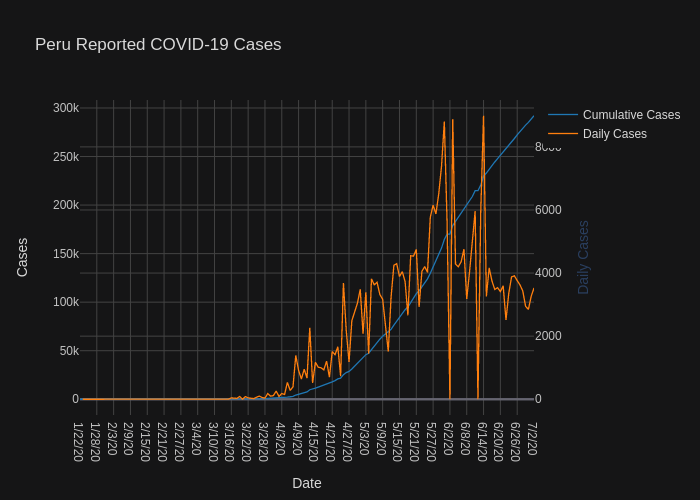 Peru Reported COVID-19 Cases
Cumulative Cases
Daily Cases
300k
250k
200k
150k
100k
50k
0
Cases
8000
6000
4000
2000
0
Daily Cases
1/22/20
1/28/20
2/3/20
2/9/20
2/15/20
2/21/20
2/27/20
3/4/20
3/10/20
3/16/20
3/22/20
3/28/20
4/3/20
4/9/20
4/15/20
4/21/20
4/27/20
5/3/20
5/9/20
5/15/20
5/21/20
5/27/20
6/2/20
6/8/20
6/14/20
6/20/20
6/26/20
7/2/20
Date